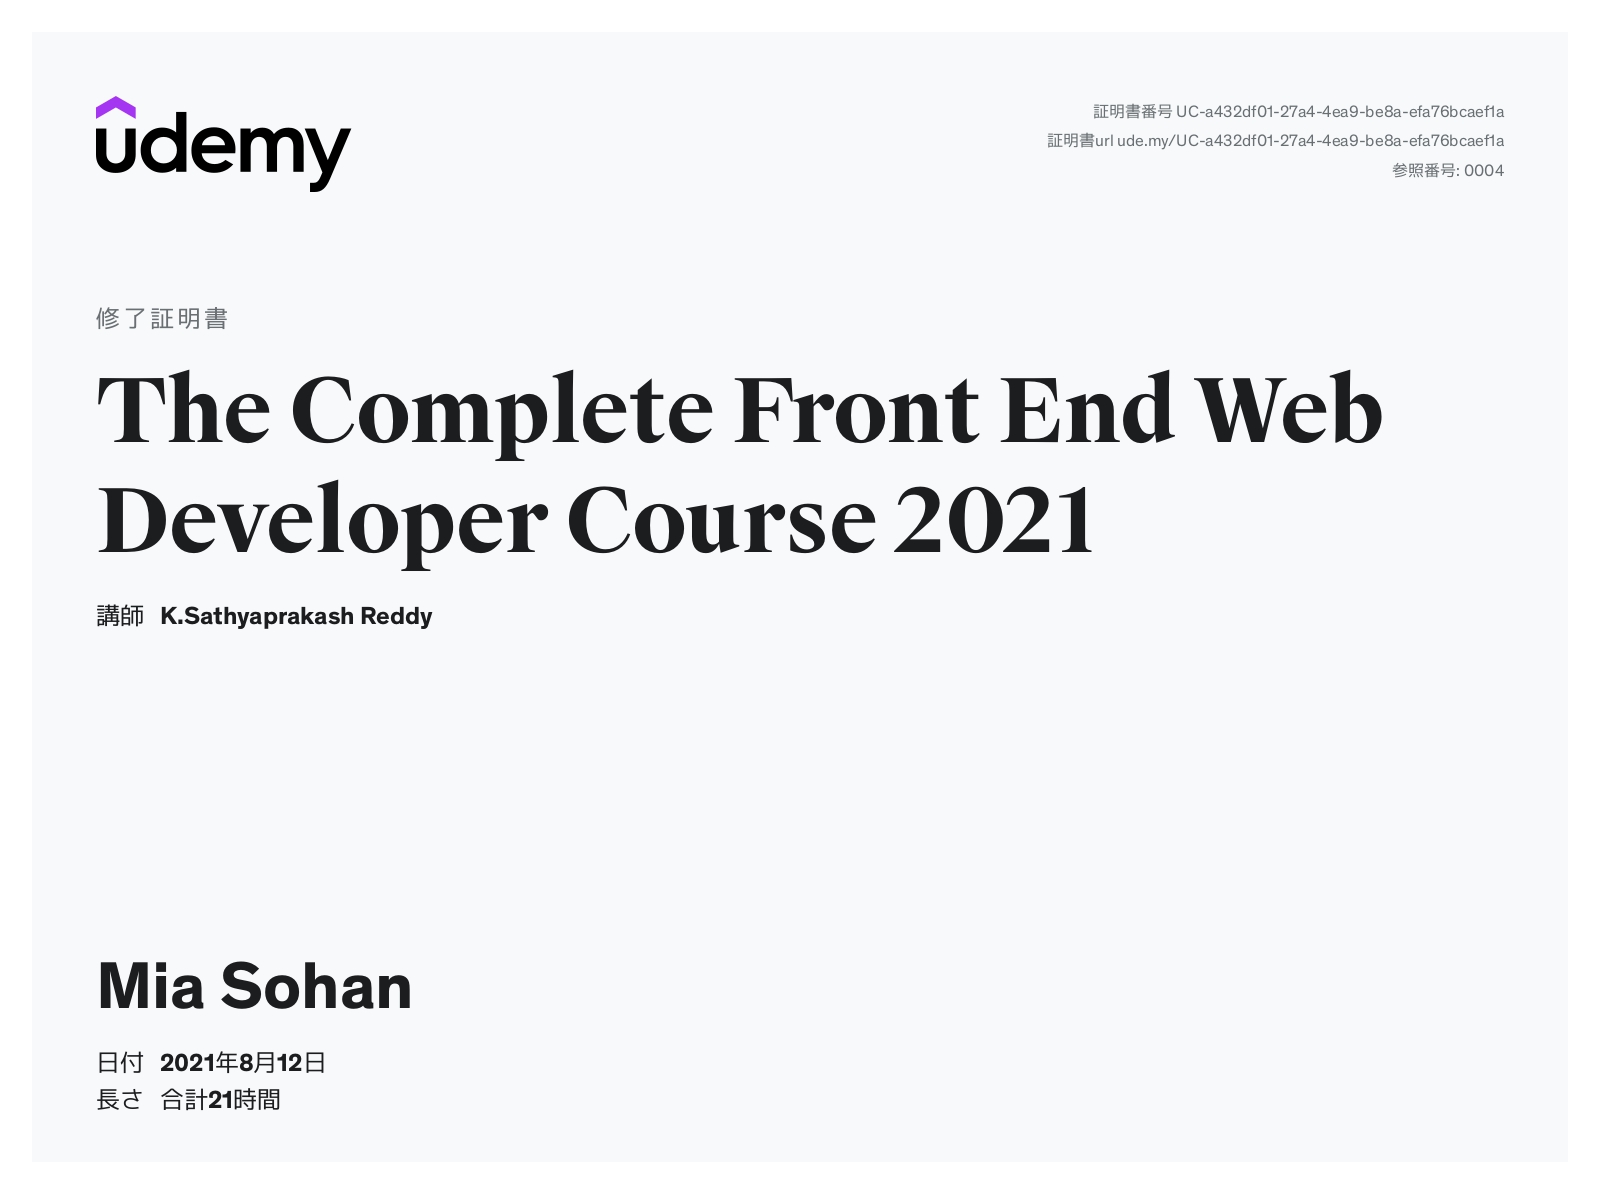 udemy
証明書番号 UC-a432df01-27a4-4ea9-be8a-efa76bcaef1a
証明書url ude.my/UC-a432df01-27a4-4ea9-be8a-efa76bcaef1a
参照番号: 0004
修了証明書
The Complete Front End Web
Developer Course 2021
講師 K.Sathyaprakash Reddy
Mia Sohan
日付 2021年8月12日
長さ 合計21時間